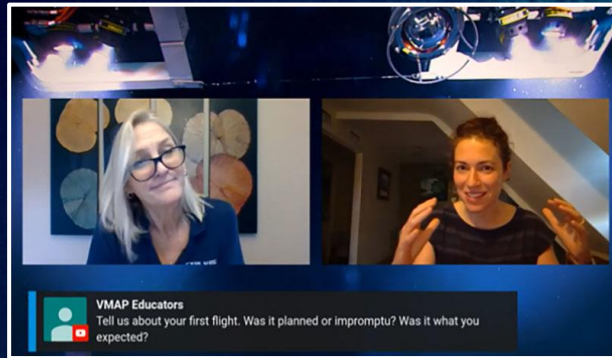 VMAP Educators
Tell us about your first flight. Was it planned or impromptu? Was it what you
expected?